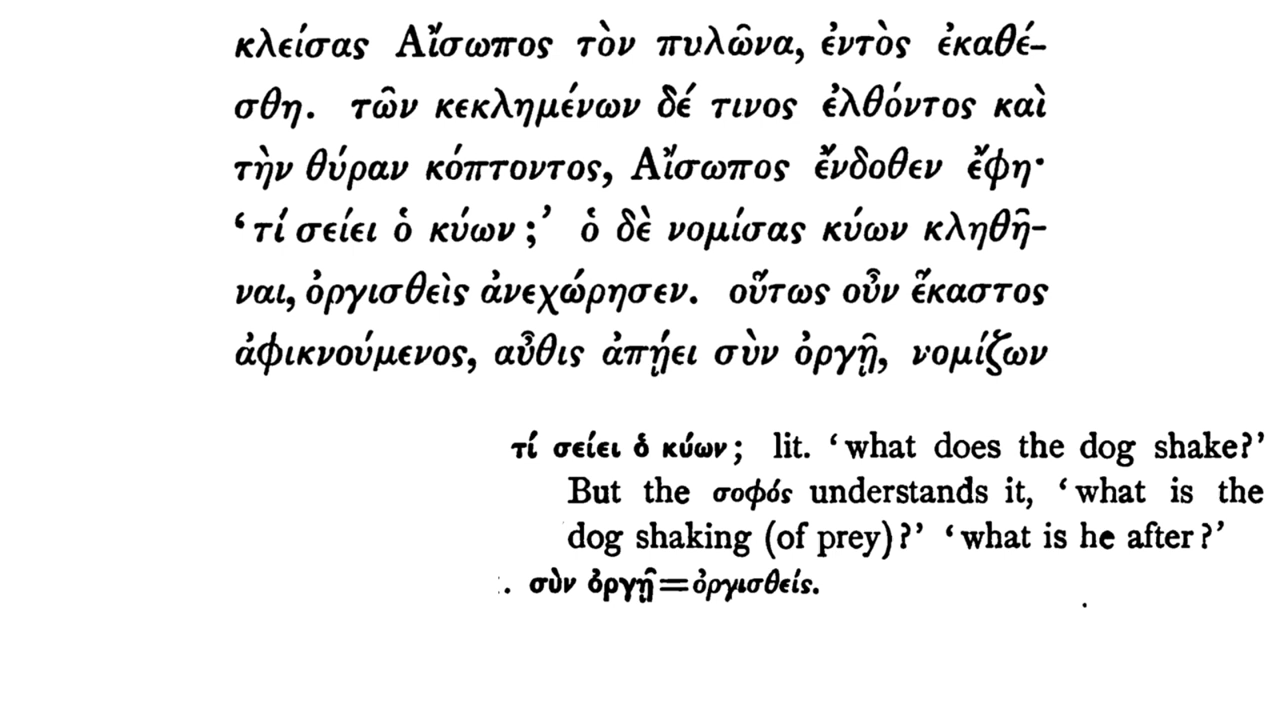 κλείσας Αἴσωπος τὸν πυλῶνα, ἐντὸς ἐκαθέ-
σθη. τῶν κεκλημένων δέ τινος ἐλθόντος καὶ
τὴν θύραν κόπτοντος, Αἴσωπος ἔνδοθεν ἔφη·
‘τί σείει ὁ κύων;’ ὁ δὲ νομίσας κύων κληθῆ-
ναι, ὀργισθεὶς ἀνεχώρησεν. οὕτως οὖν ἕκαστος
ἀφικνούμενος, αὖθις ἀπῄει σὺν ὀργῇ, νομίζων
τί σείει ὁ κύων; lit. ‘what does the dog shake?’
But the σοφός understands it, ‘what is the
dog shaking (of prey)?’ ‘what is he after?’
. σὺν ὀργῇ=ὀργισθείς.